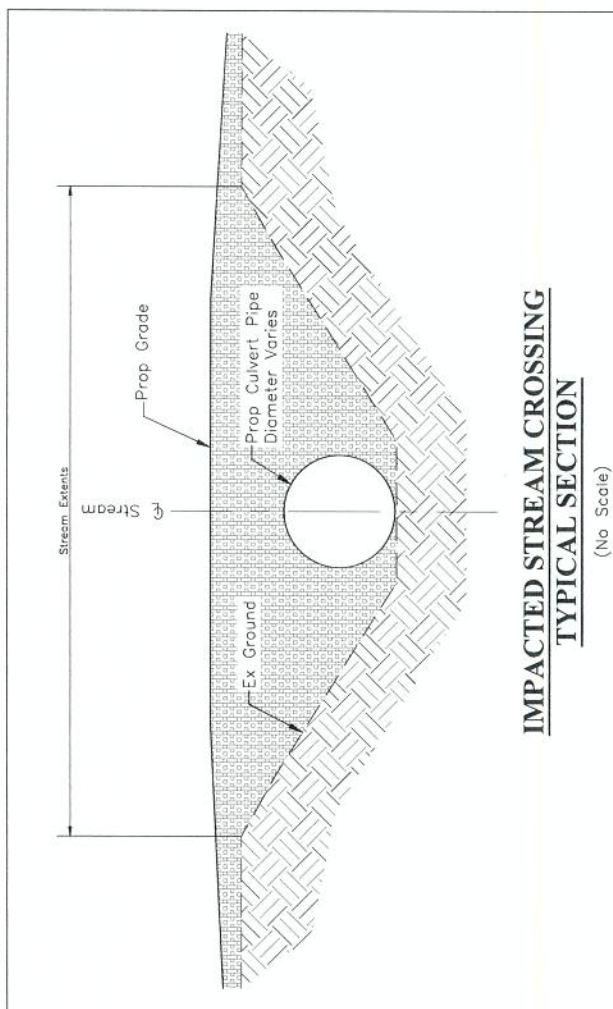 Stream Extents
Prop Grade
℄ Stream
Prop Culvert Pipe
Diameter Varies
Ex Ground
IMPACTED STREAM CROSSING
TYPICAL SECTION
(No Scale)